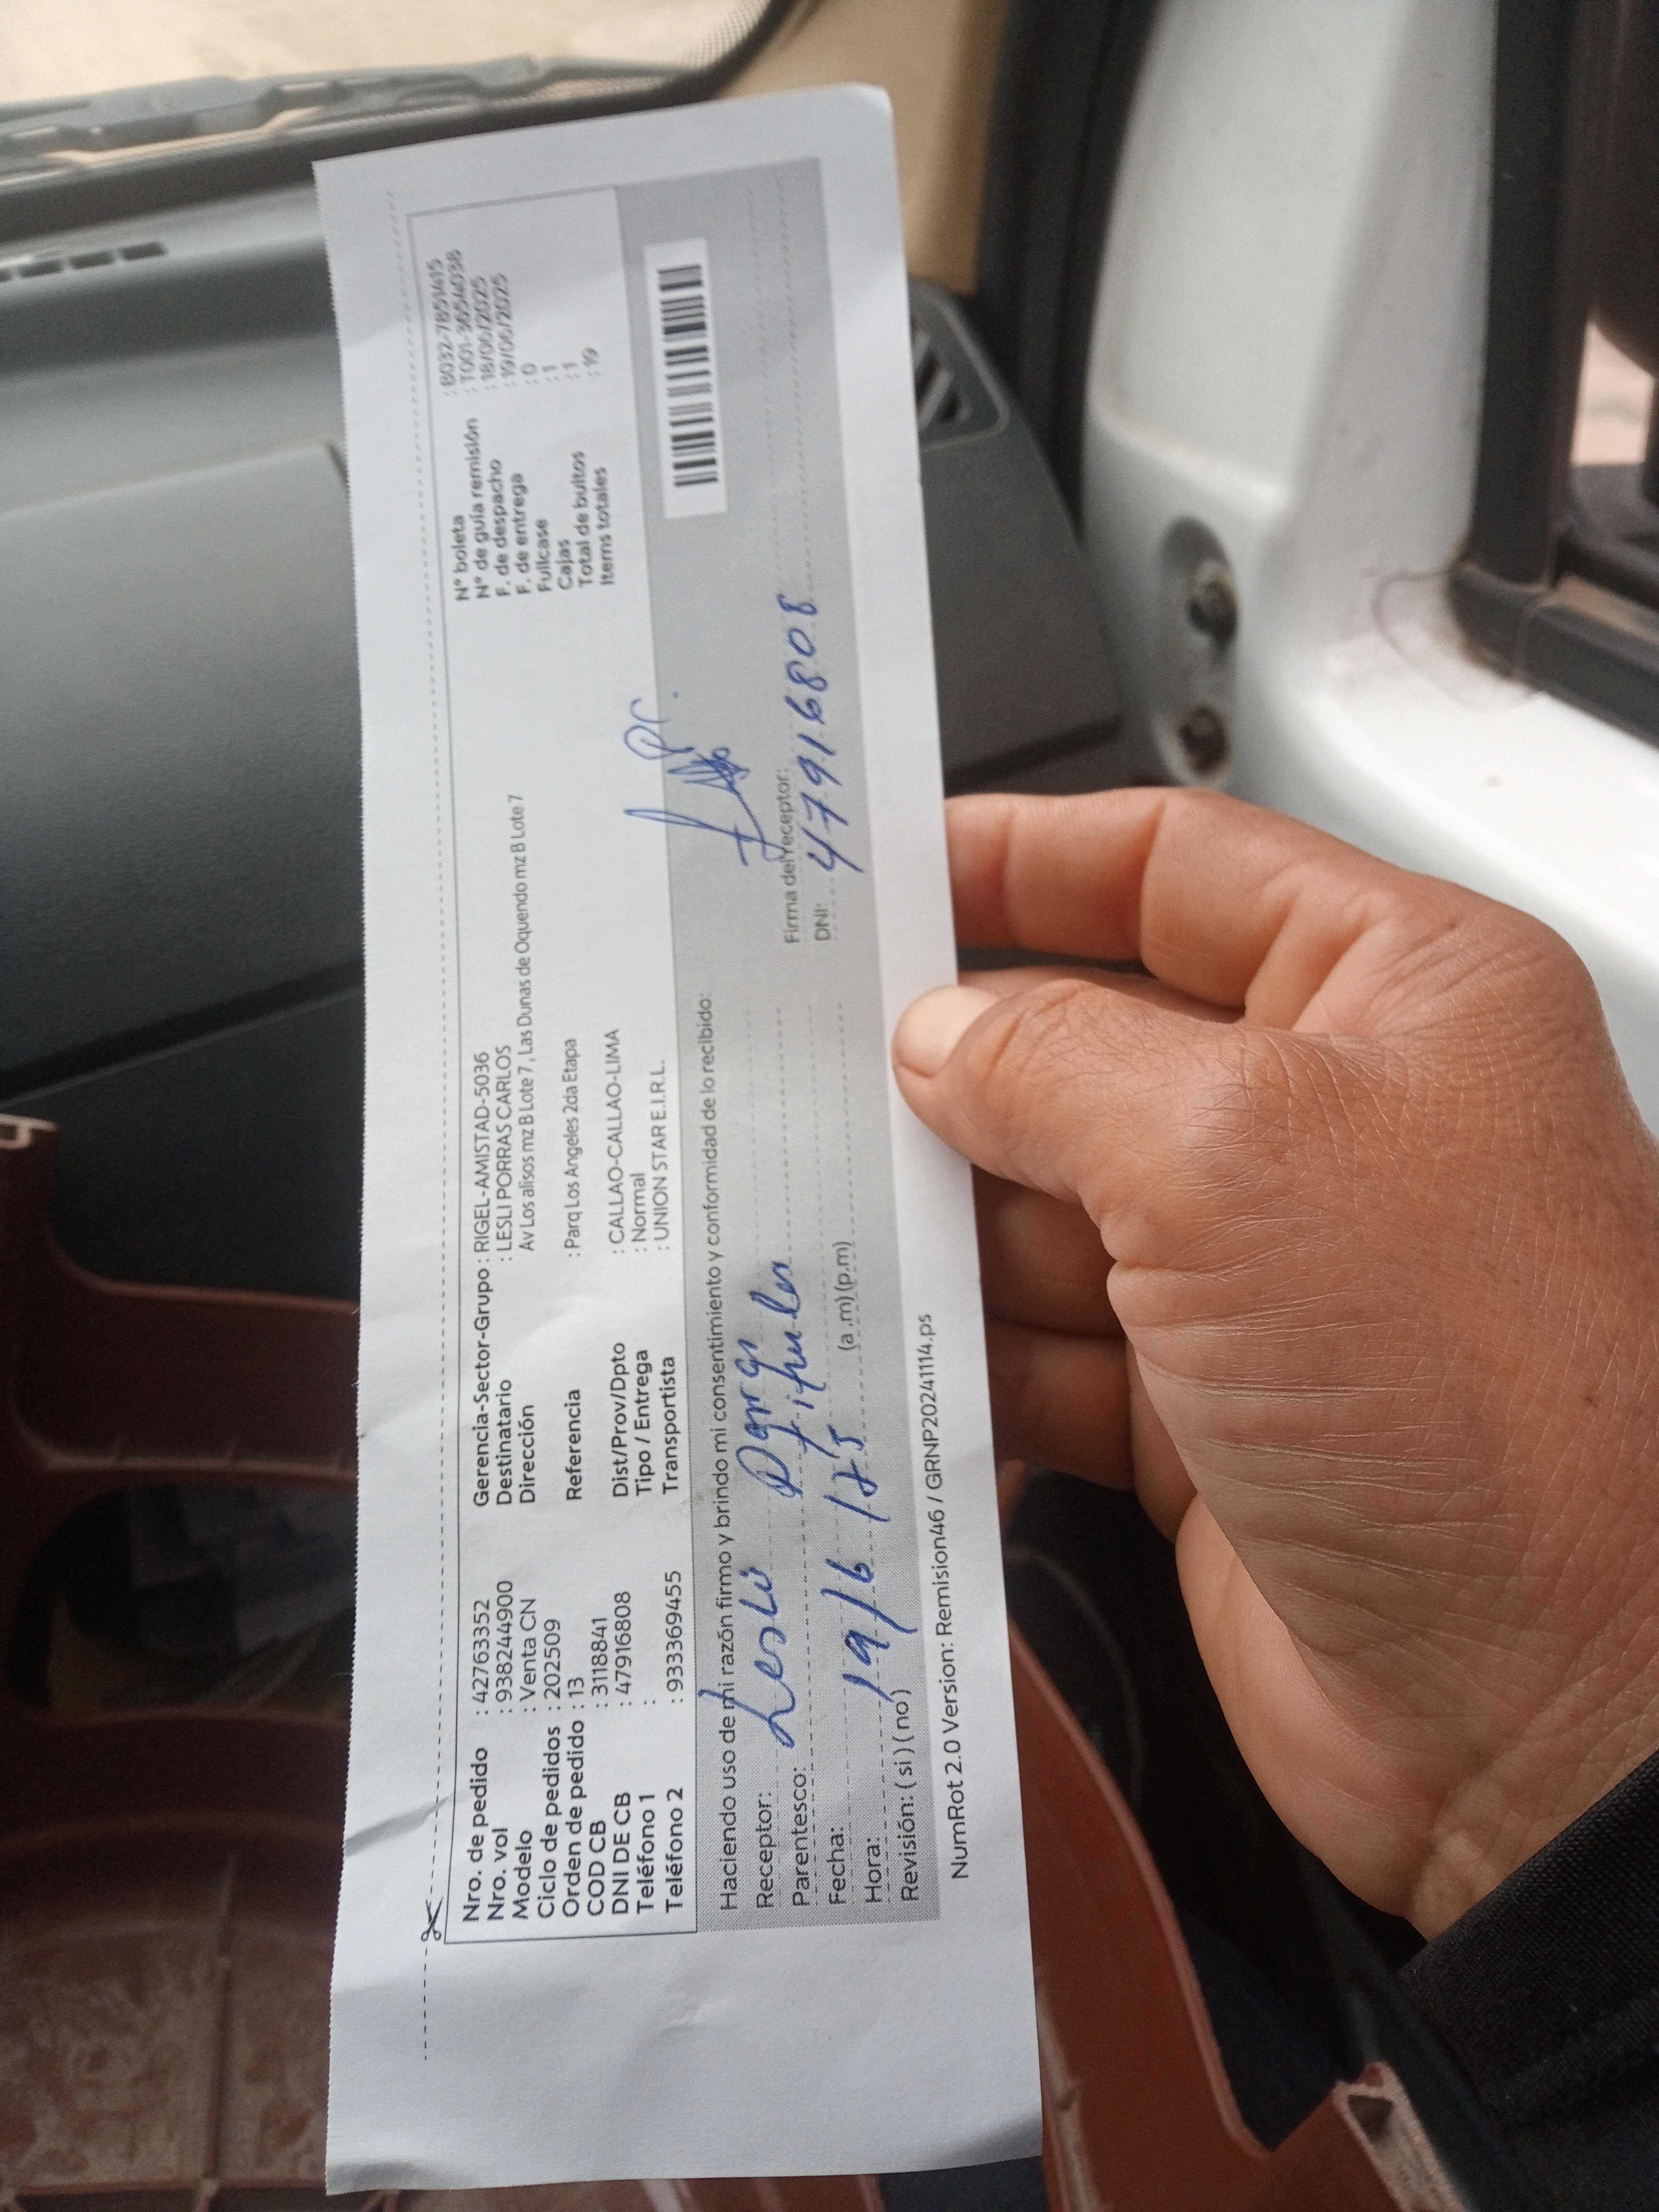 Nro. de pedido : 42763352
Nro. vol : 9382444900
Modelo : Venta CN
Ciclo de pedidos : 202509
Orden de pedido : 13
COD CB : 3118841
DNI DE CB : 47916808
Teléfono 1 :
Teléfono 2 : 933369455
Gerencia-Sector-Grupo : RIGEL-AMISTAD-5036
Destinatario : LESLI PORRAS CARLOS
Dirección Av Los alisos mz B Lote 7 , Las Dunas de Oquendo mz B Lote 7
Referencia : Parq Los Angeles 2da Etapa
Dist/Prov/Dpto : CALLAO-CALLAO-LIMA
Tipo / Entrega : Normal
Transportista : UNION STAR E.I.R.L.
N° boleta : B032-7851415
N° de guía remisión : T001-3654038
F. de despacho : 18/06/2025
F. de entrega : 19/06/2025
Fullcase : 0
Cajas : 1
Total de bultos : 1
Items totales : 19
Haciendo uso de mi razón firmo y brindo mi consentimiento y conformidad de lo recibido:
Receptor: Lesli
Parentesco: Titular
Fecha: 19/6/25
Hora: (a .m) (p.m)
Revisión: ( si ) ( no )
Firma del receptor:
DNI: 47916808
NumRot 2.0 Version: Remision46 / GRNP20241114.ps